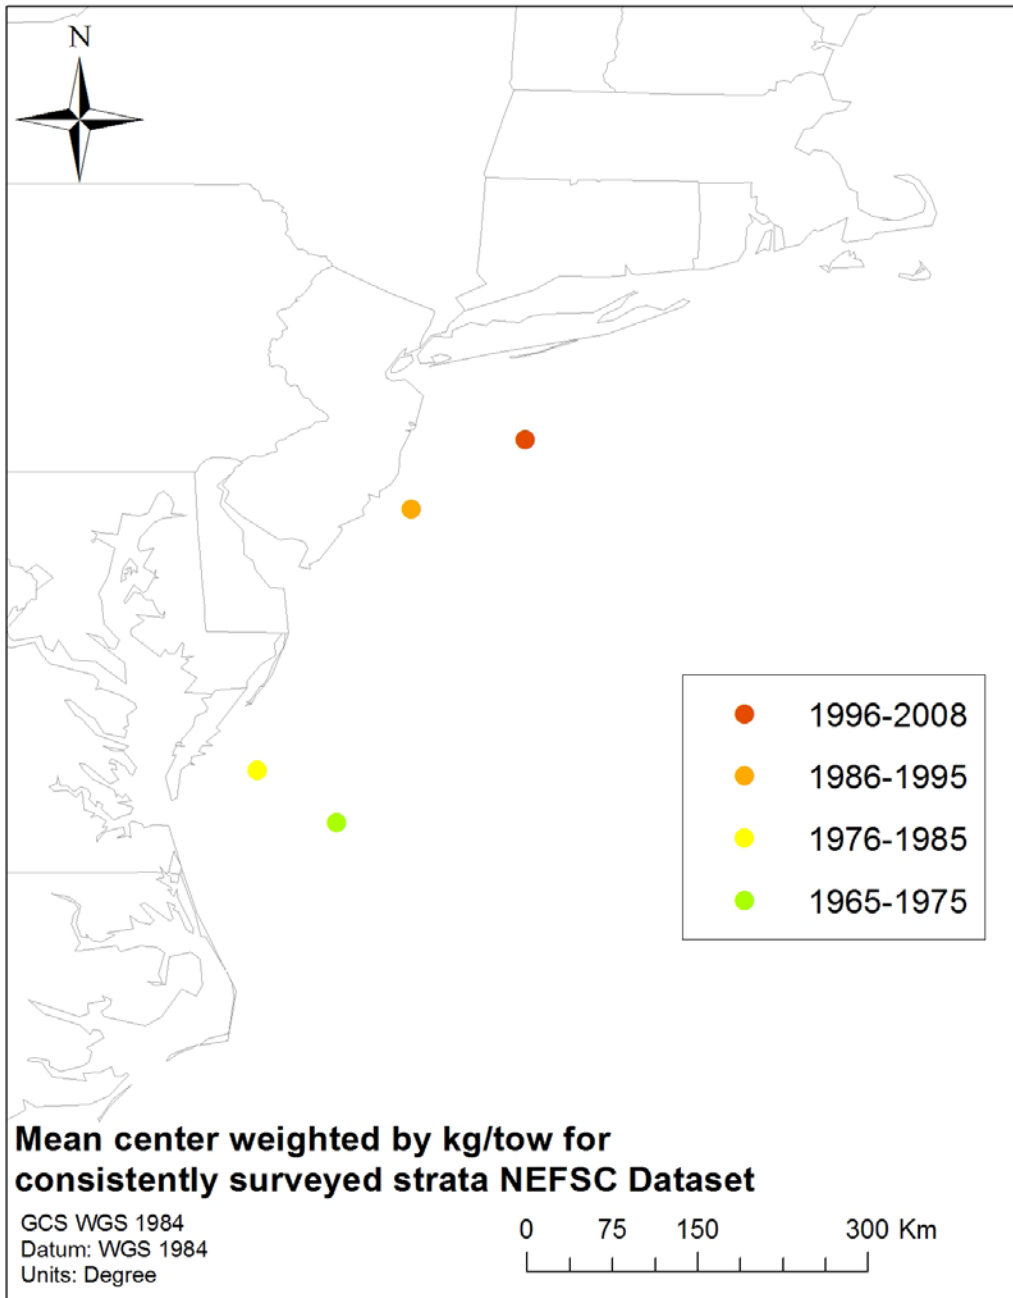 N
1996-2008
1986-1995
1976-1985
1965-1975
Mean center weighted by kg/tow for
consistently surveyed strata NEFSC Dataset
GCS WGS 1984
Datum: WGS 1984
Units: Degree
0 75 150 300 Km